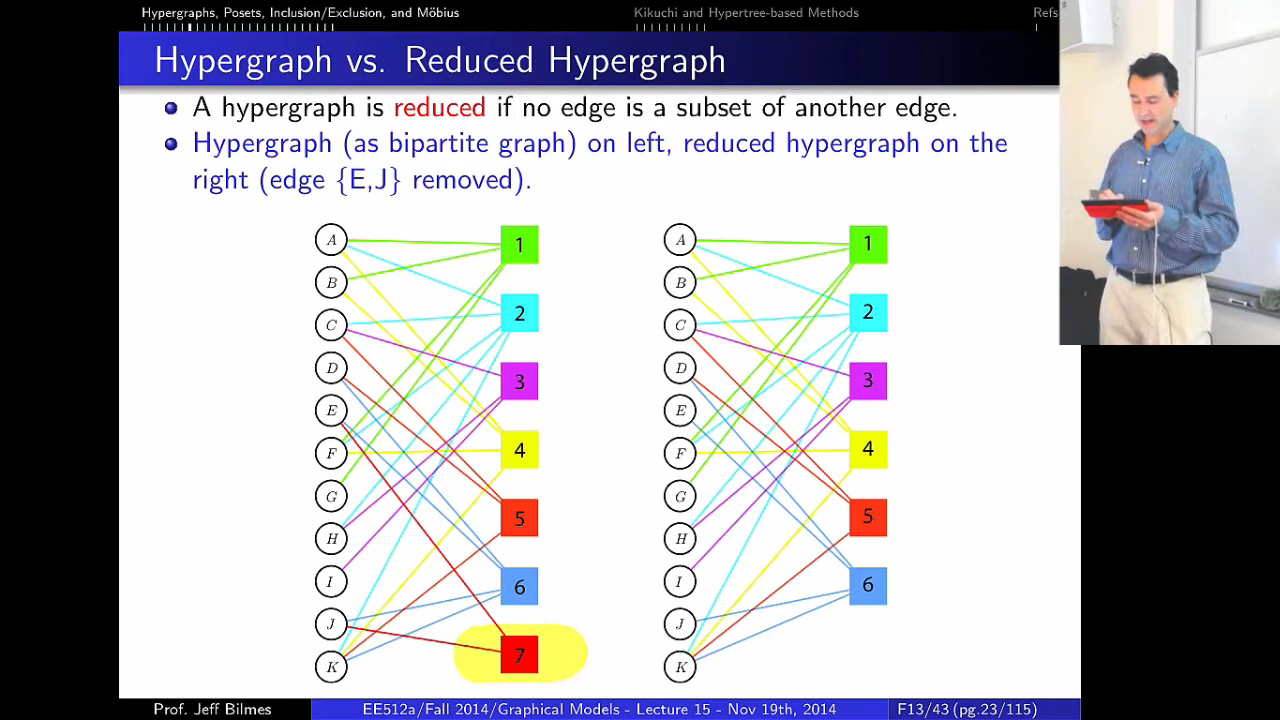 Hypergraphs, Posets, Inclusion/Exclusion, and Möbius
Kikuchi and Hypertree-based Methods
Refs
Hypergraph vs. Reduced Hypergraph
A hypergraph is reduced if no edge is a subset of another edge.
Hypergraph (as bipartite graph) on left, reduced hypergraph on the
right (edge {E,J} removed).
A
B
C
D
E
F
G
H
I
J
K
1
2
3
4
5
6
7
A
B
C
D
E
F
G
H
I
J
K
1
2
3
4
5
6
Prof. Jeff Bilmes
EE512a/Fall 2014/Graphical Models - Lecture 15 - Nov 19th, 2014
F13/43 (pg.23/115)